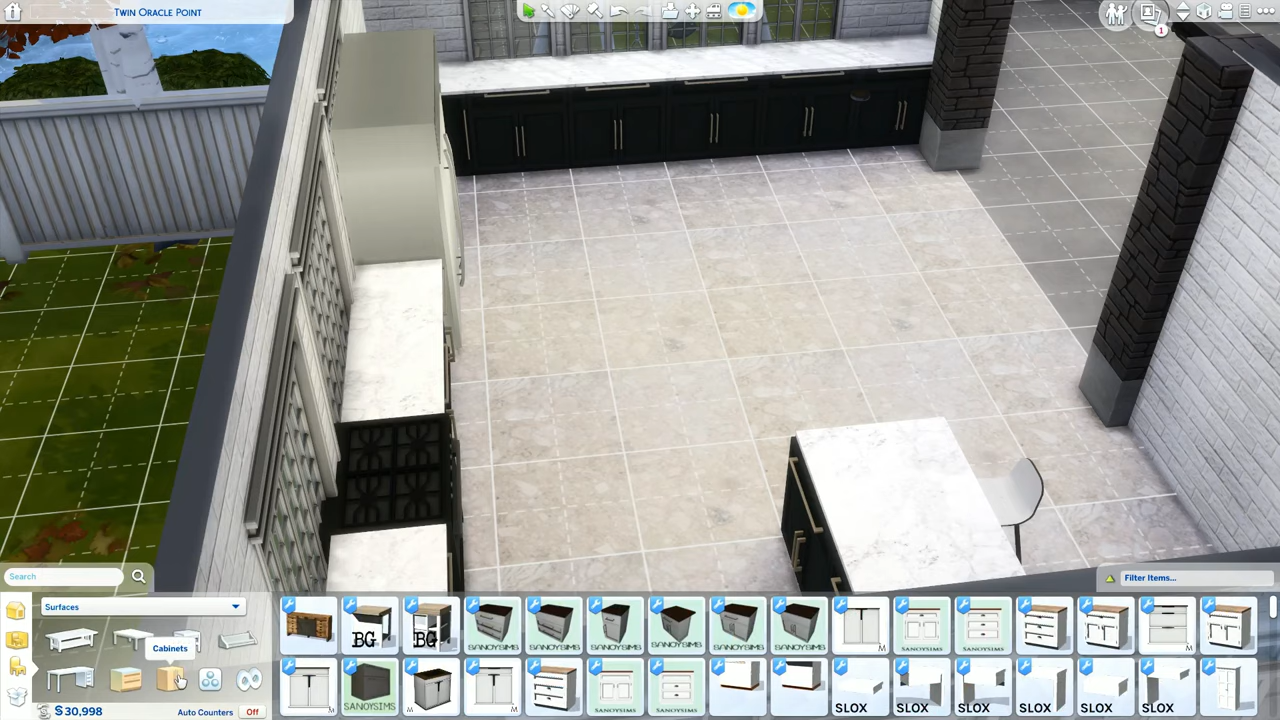 Twin Oracle Point
1
Search
Filter Items...
Surfaces
Cabinets
BG
BG
SANOYSIMS
SANOYSIMS
SANOYSIMS
SANOYSIMS
SANOYSIMS
SANOYSIMS
M
SANOYSIMS
SANOYSIMS
M
M
SANOYSIMS
M
M
SANOYSIMS
SANOYSIMS
SLOX
SLOX
SLOX
SLOX
SLOX
SLOX
$30,998
Auto Counters
Off